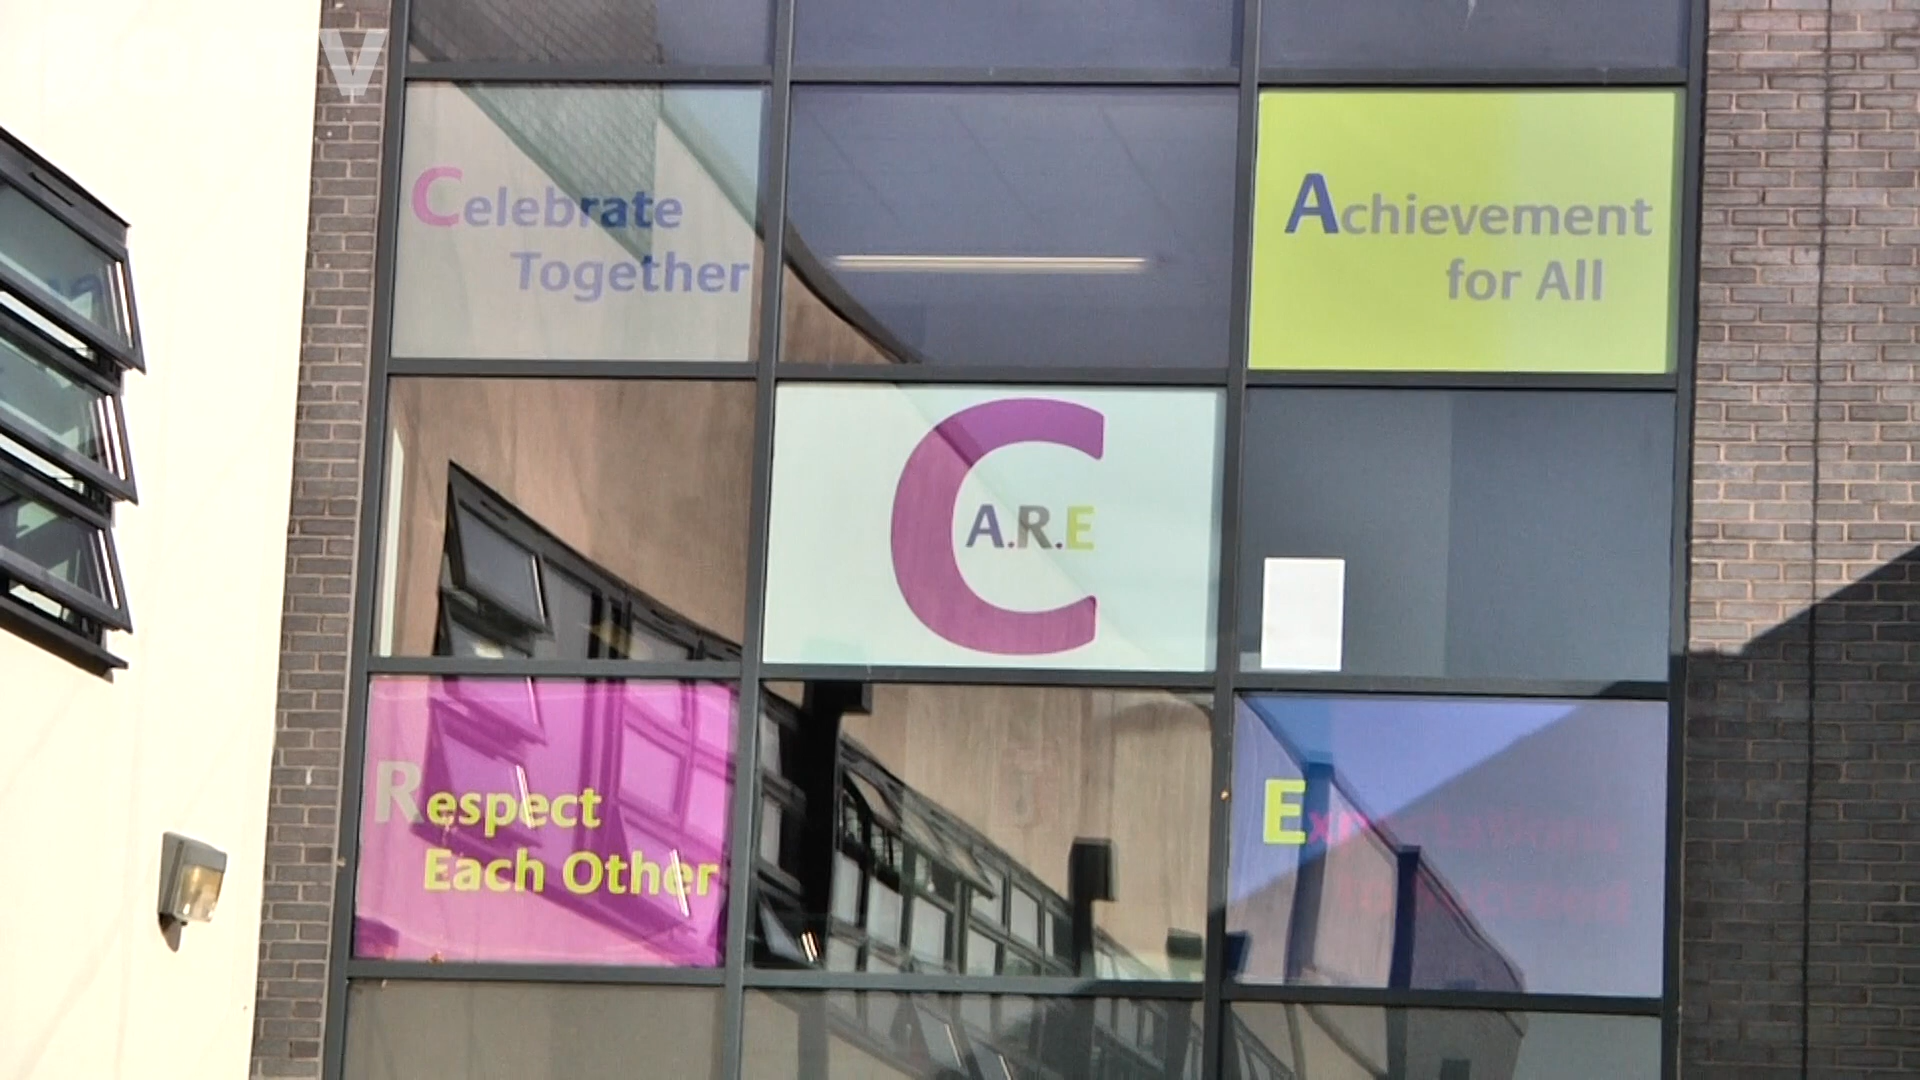 Celebrate
Together
Achievement
for All
C
A.R.E
Respect
Each Other